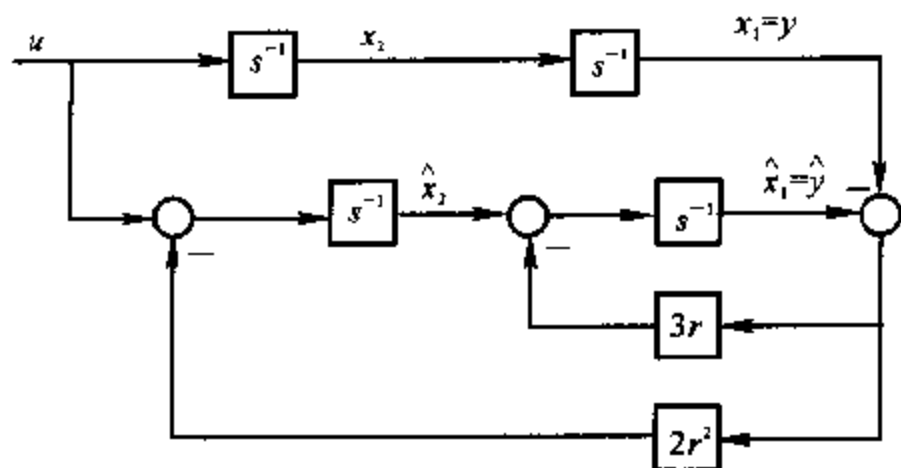 u
s⁻¹
x₂
s⁻¹
x₁=y
s⁻¹
x̂₂
s⁻¹
x̂₁=ŷ
−
−
−
3r
2r²